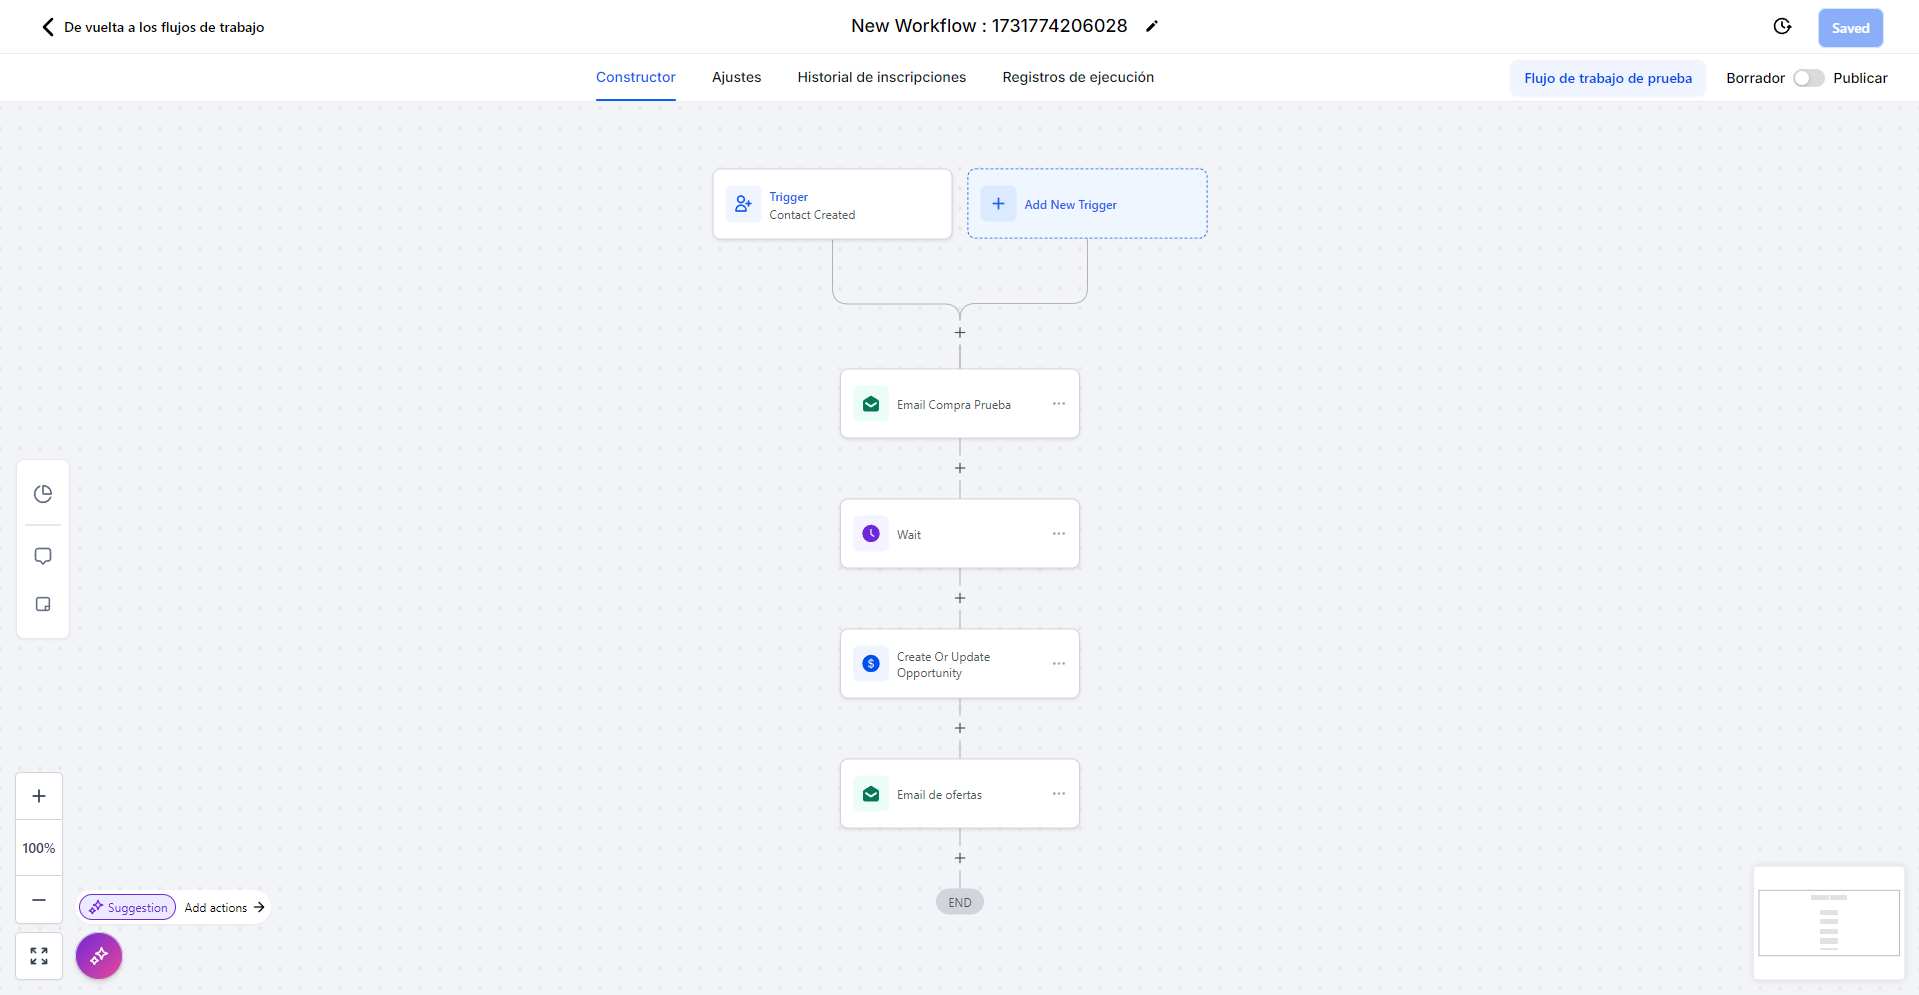 De vuelta a los flujos de trabajo
New Workflow : 1731774206028
Saved
Constructor
Ajustes
Historial de inscripciones
Registros de ejecución
Flujo de trabajo de prueba
Borrador
Publicar
Trigger
Contact Created
Add New Trigger
Email Compra Prueba
Wait
Create Or Update
Opportunity
Email de ofertas
END
100%
Suggestion
Add actions